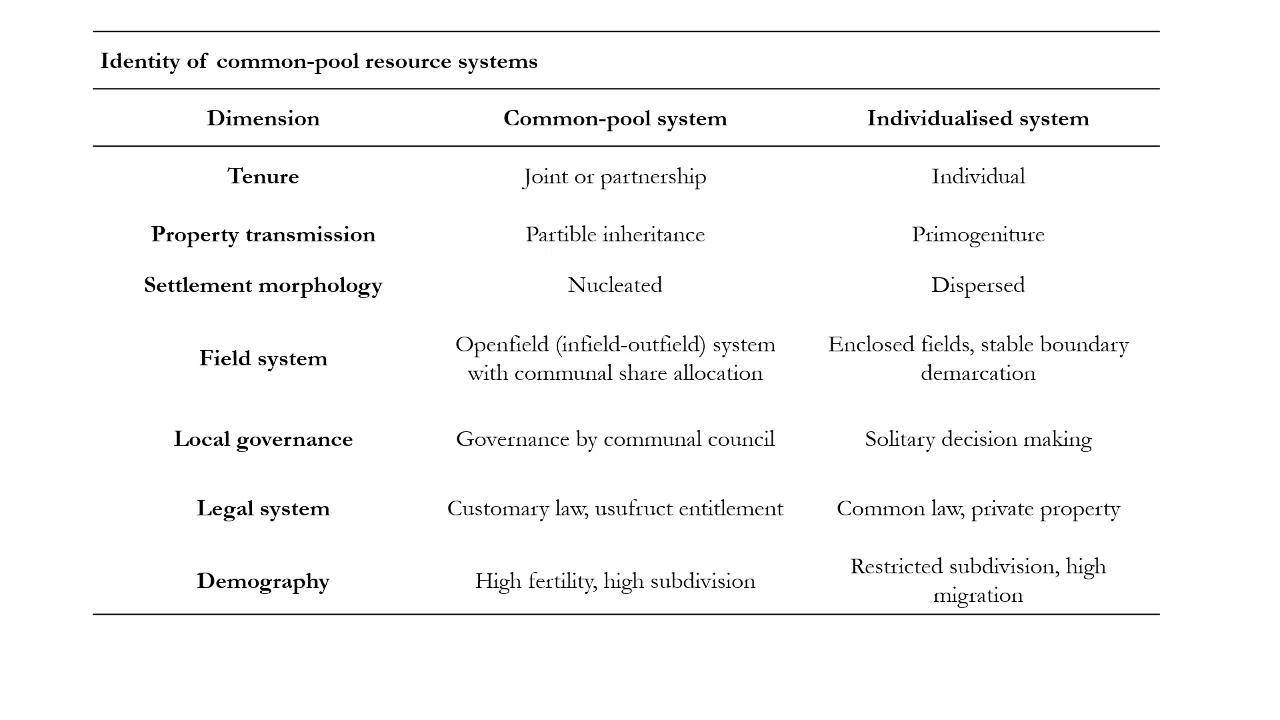 Identity of common-pool resource systems
Dimension Common-pool system Individualised system
Tenure Joint or partnership Individual
Property transmission Partible inheritance Primogeniture
Settlement morphology Nucleated Dispersed
Field system
Openfield (infield-outfield) system
with communal share allocation
Enclosed fields, stable boundary
demarcation
Local governance Governance by communal council Solitary decision making
Legal system Customary law, usufruct entitlement Common law, private property
Demography High fertility, high subdivision
Restricted subdivision, high
migration